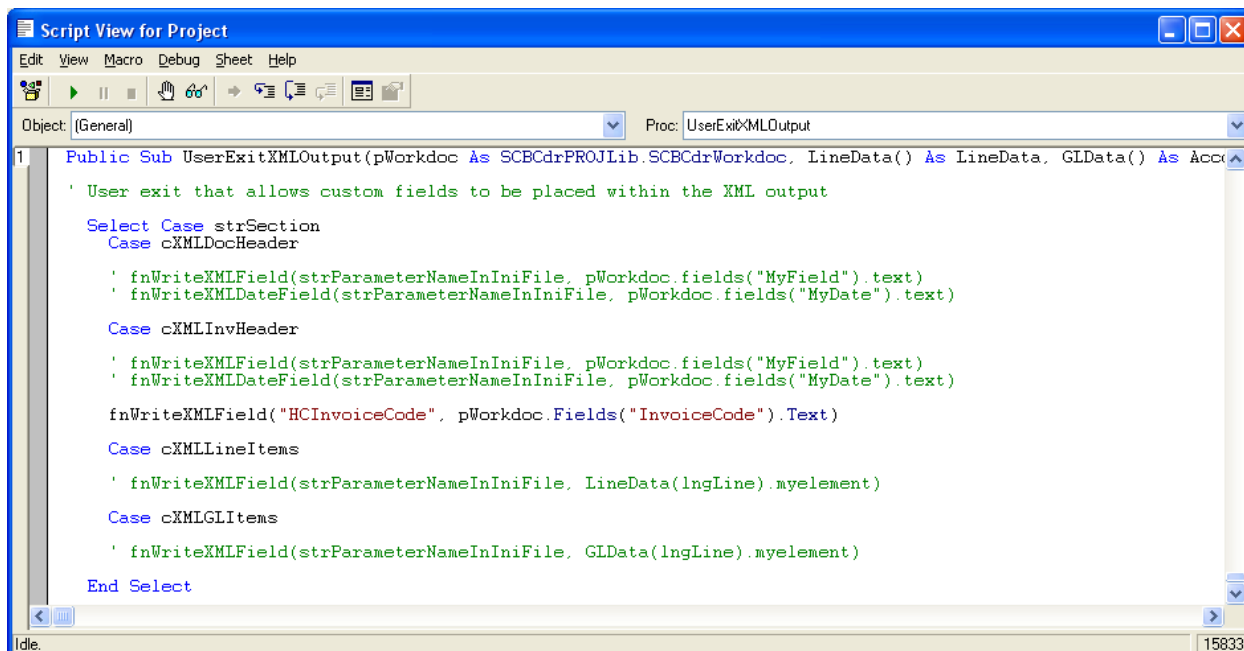 Script View for Project
Edit View Macro Debug Sheet Help
Object: (General) Proc: UserExitXMLOutput
1 Public Sub UserExitXMLOutput(pWorkdoc As SCBCdrPROJLib.SCBCdrWorkdoc, LineData() As LineData, GLData() As Acco
' User exit that allows custom fields to be placed within the XML output
Select Case strSection
Case cXMLDocHeader
' fnWriteXMLField(strParameterNameInIniFile, pWorkdoc.fields("MyField").text)
' fnWriteXMLDateField(strParameterNameInIniFile, pWorkdoc.fields("MyDate").text)
Case cXMLInvHeader
' fnWriteXMLField(strParameterNameInIniFile, pWorkdoc.fields("MyField").text)
' fnWriteXMLDateField(strParameterNameInIniFile, pWorkdoc.fields("MyDate").text)
fnWriteXMLField("HCInvoiceCode", pWorkdoc.Fields("InvoiceCode").Text)
Case cXMLLineItems
' fnWriteXMLField(strParameterNameInIniFile, LineData(lngLine).myelement)
Case cXMLGLItems
' fnWriteXMLField(strParameterNameInIniFile, GLData(lngLine).myelement)
End Select
Idle. 15833